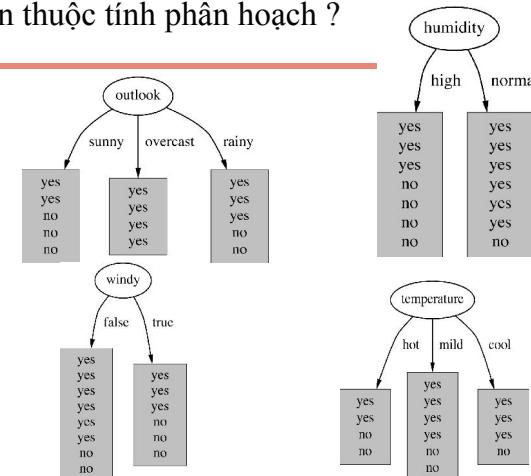 n thuộc tính phân hoạch ?
humidity
high
norma
yes
yes
yes
no
no
no
no
yes
yes
yes
yes
yes
yes
no
outlook
sunny
overcast
rainy
yes
yes
no
no
no
yes
yes
yes
yes
yes
yes
yes
no
no
windy
false
true
yes
yes
yes
yes
yes
yes
no
no
yes
yes
yes
no
no
no
temperature
hot
mild
cool
yes
yes
no
no
yes
yes
yes
yes
no
no
yes
yes
yes
no